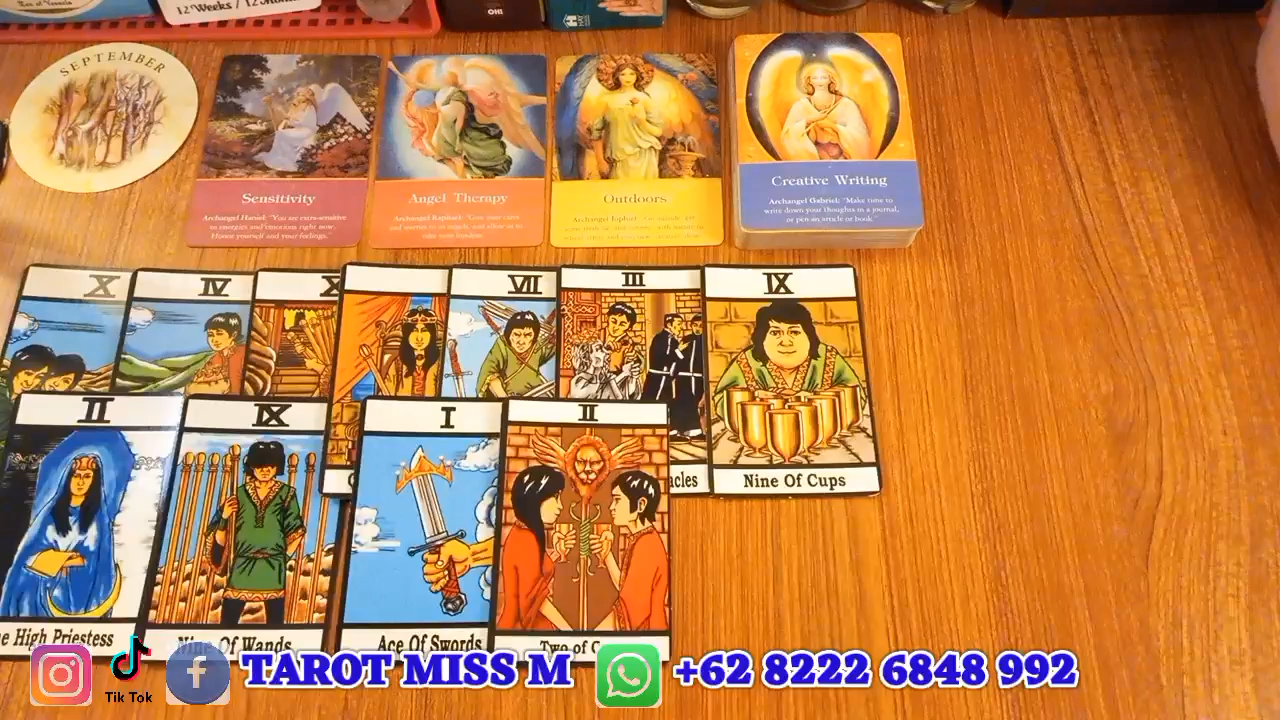 12 Weeks / 12
OH!
SEPTEMBER
Sensitivity
Archangel Haniel: "You are extra-sensitive
to energies and emotions right now.
Honor yourself and your feelings."
Angel Therapy
Archangel Raphael: "Give your cares
and worries to us angels, and allow us to
take your burdens."
Outdoors
Archangel Jophiel:
Creative Writing
Archangel Gabriel: "Make time to
write down your thoughts in a journal,
or pen an article or book."
X
IV
X
VII
III
IX
acles
Nine Of Cups
II
IX
I
II
e High Priestess
Nine Of Wands
Ace Of Swords
Two of C
Tik Tok
f
TAROT MISS M
+62 8222 6848 992